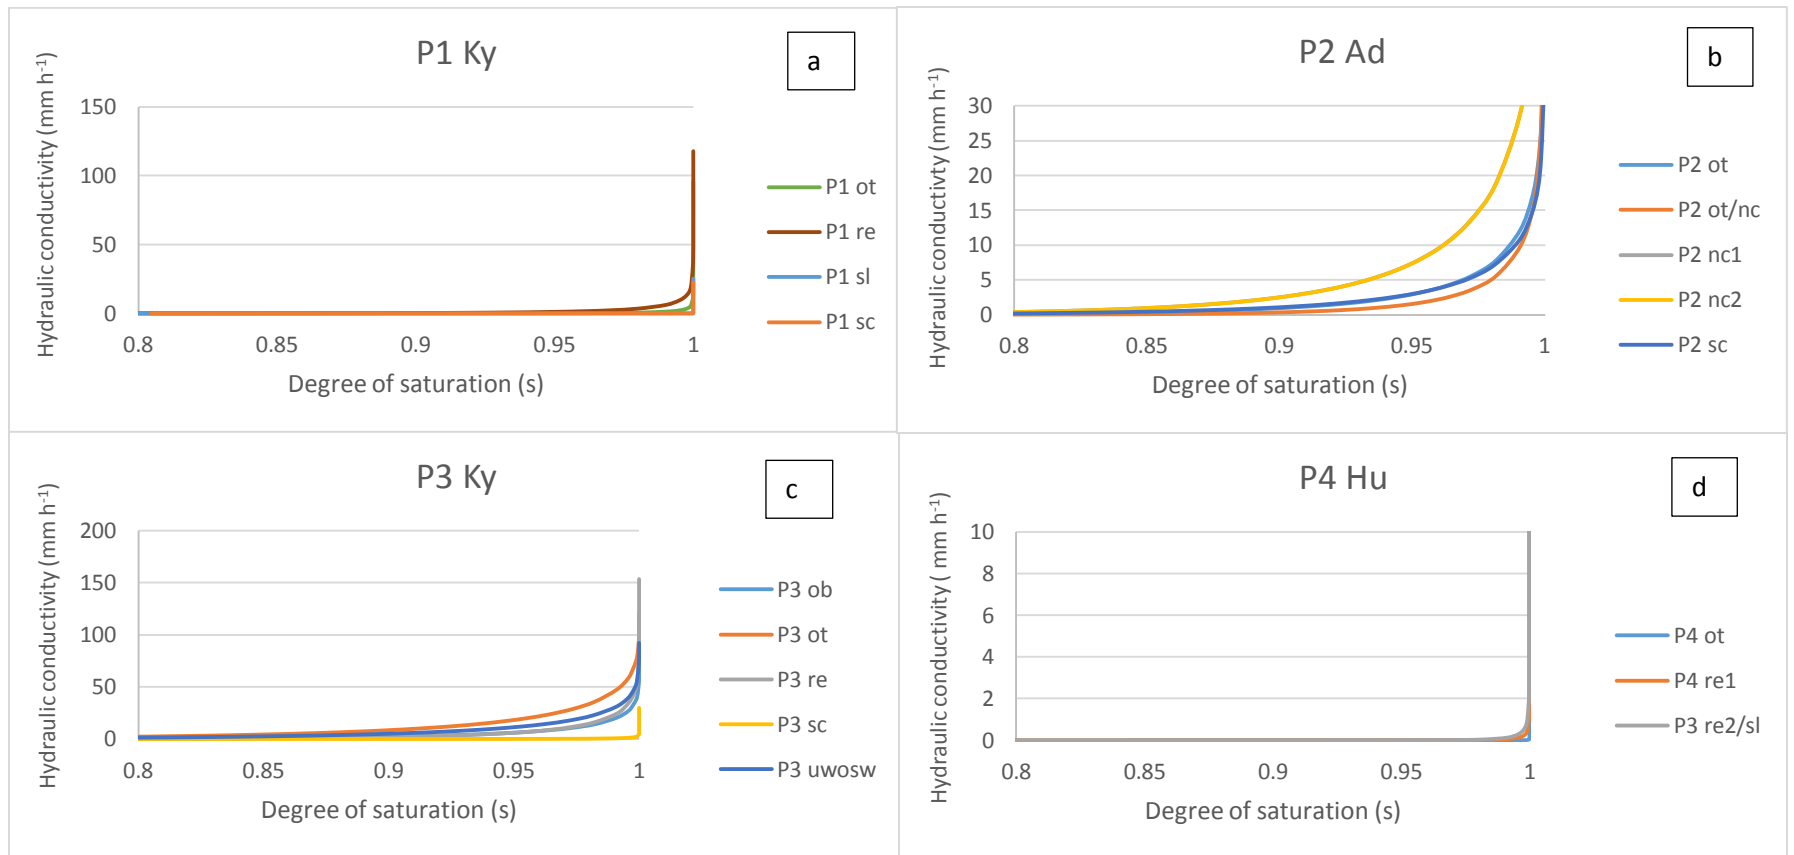 P1 Ky
a
Hydraulic conductivity (mm h-1)
150
100
50
0
0.8 0.85 0.9 0.95 1
Degree of saturation (s)
P1 ot
P1 re
P1 sl
P1 sc
P2 Ad
b
Hydraulic conductivty (mm h-1)
30
25
20
15
10
5
0
0.8 0.85 0.9 0.95 1
Degree of saturation (s)
P2 ot
P2 ot/nc
P2 nc1
P2 nc2
P2 sc
P3 Ky
c
Hydraulic conductivity (mm h-1)
200
150
100
50
0
0.8 0.85 0.9 0.95 1
Degree of saturation (s)
P3 ob
P3 ot
P3 re
P3 sc
P3 uwosw
P4 Hu
d
Hydraulic conductivity ( mm h-1)
10
8
6
4
2
0
0.8 0.85 0.9 0.95 1
Degree of saturation (s)
P4 ot
P4 re1
P3 re2/sl